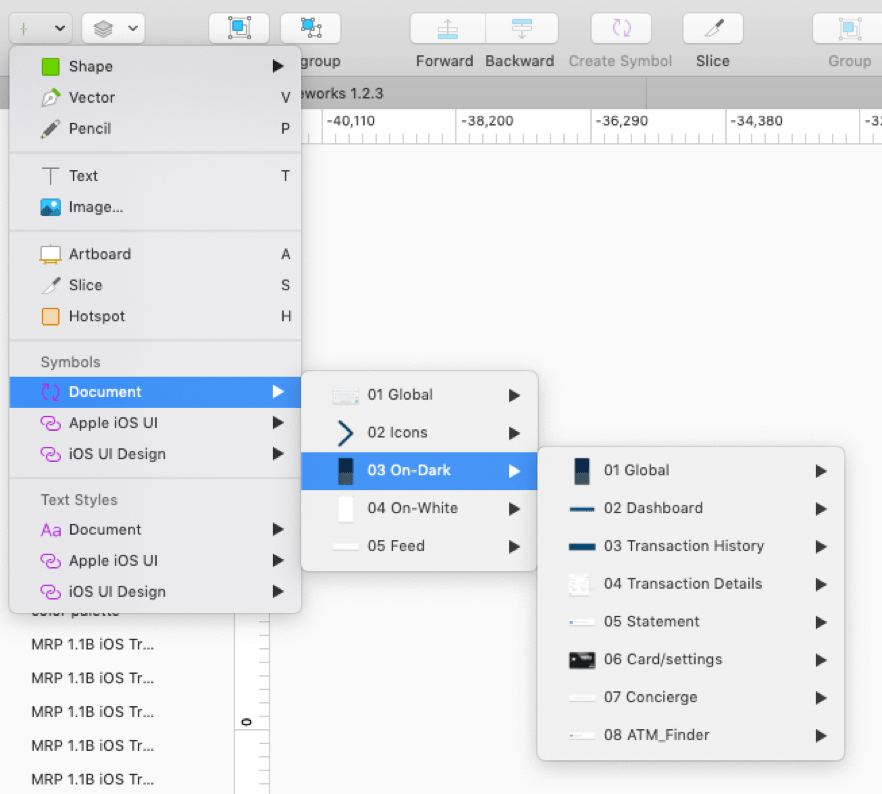 group
Forward
Backward
Create Symbol
Slice
Group
eworks 1.2.3
-40,110
-38,200
-36,290
-34,380
Shape
Vector V
Pencil P
Text T
Image...
Artboard A
Slice S
Hotspot H
Symbols
Document
Apple iOS UI
iOS UI Design
Text Styles
Aa Document
Apple iOS UI
iOS UI Design
01 Global
02 Icons
03 On-Dark
04 On-White
05 Feed
01 Global
02 Dashboard
03 Transaction History
04 Transaction Details
05 Statement
06 Card/settings
07 Concierge
08 ATM_Finder
color palette
MRP 1.1B iOS Tr...
MRP 1.1B iOS Tr...
MRP 1.1B iOS Tr...
MRP 1.1B iOS Tr...
MRP 1.1B iOS Tr...
0